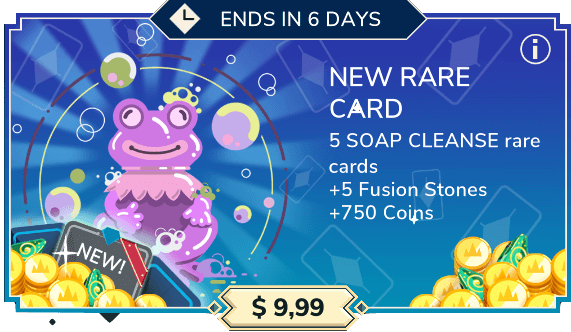 ENDS IN 6 DAYS
NEW RARE
CARD
5 SOAP CLEANSE rare
cards
+5 Fusion Stones
+750 Coins
NEW!
$ 9,99